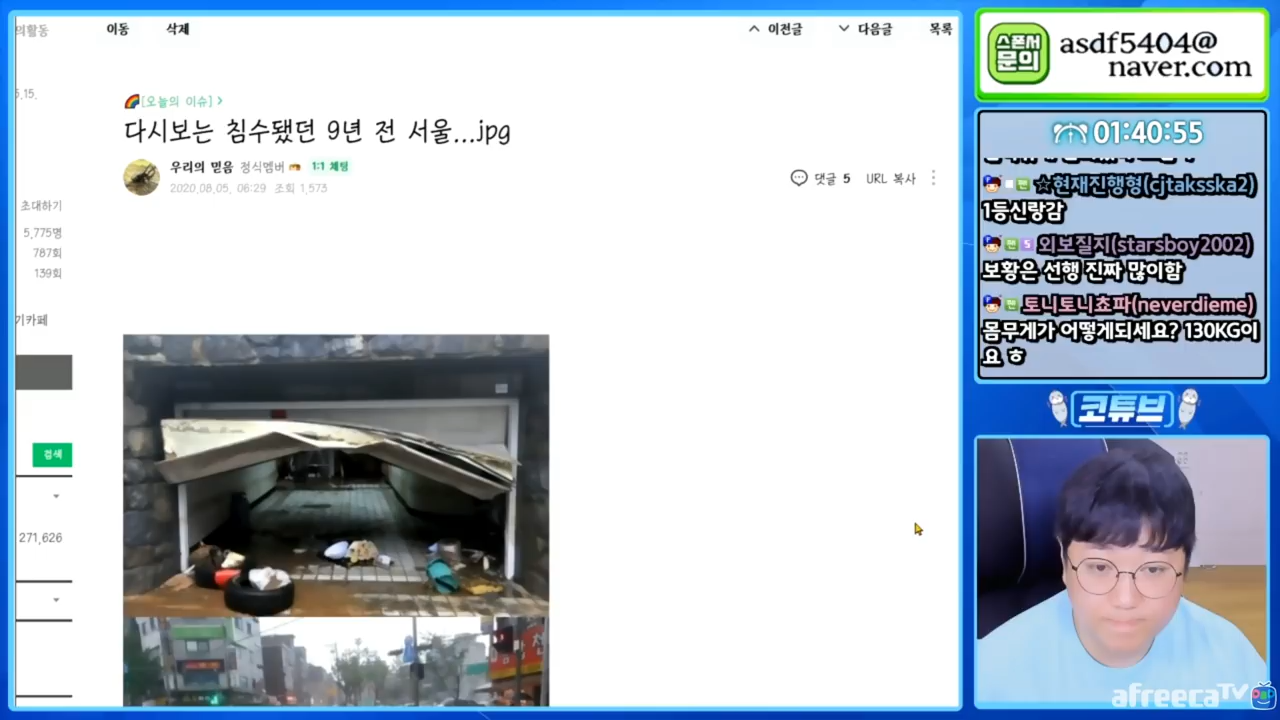 의활동
이동
삭제
이전글
다음글
목록
5.15.
[오늘의 이슈] >
다시보는 침수됐던 9년 전 서울...jpg
우리의 믿음 정식멤버 1:1 채팅
2020.08.05. 06:29 조회 1,573
댓글 5 URL 복사
초대하기
5,775명
787회
139회
기카페
검색
271,626
스폰서
문의
asdf5404@
naver.com
01:40:55
☆현재진행형(cjtaksska2)
1등신랑감
팬 5 외보질지(starsboy2002)
보황은 선행 진짜 많이함
팬 토니토니쵸파(neverdieme)
몸무게가 어떻게되세요? 130KG이
요 ㅎ
코튜브
afreecaTV